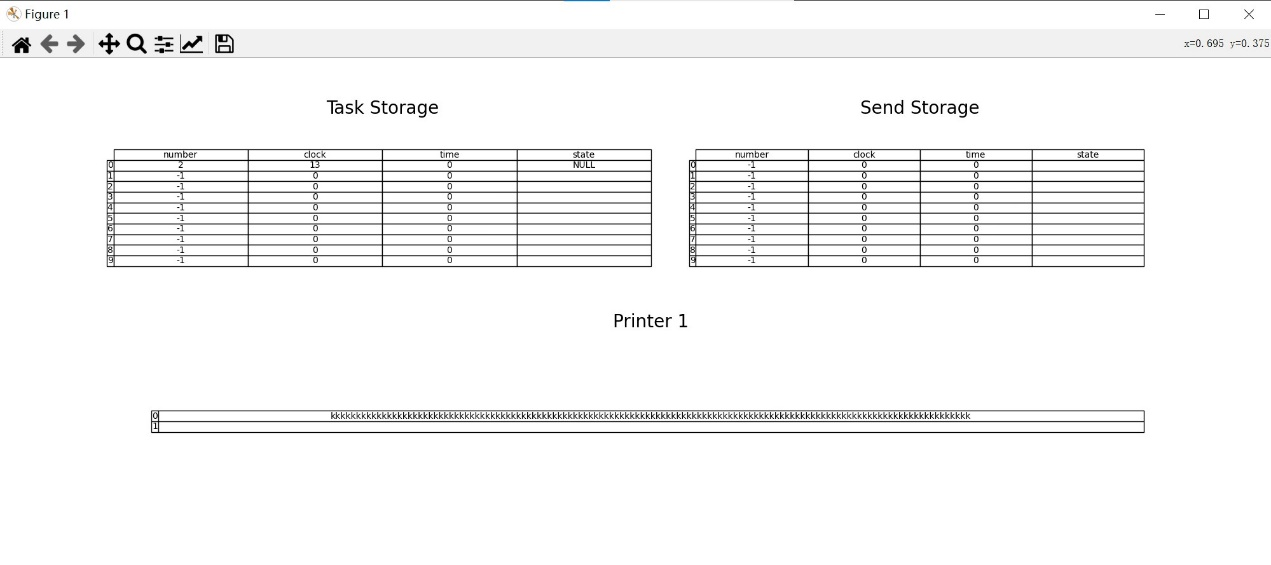 Figure 1
x=0.695 y=0.375
Task Storage
number clock time state
0 2 13 0 NULL
1 -1 0 0
2 -1 0 0
3 -1 0 0
4 -1 0 0
5 -1 0 0
6 -1 0 0
7 -1 0 0
8 -1 0 0
9 -1 0 0
Send Storage
number clock time state
0 -1 0 0
1 -1 0 0
2 -1 0 0
3 -1 0 0
4 -1 0 0
5 -1 0 0
6 -1 0 0
7 -1 0 0
8 -1 0 0
9 -1 0 0
Printer 1
0
1